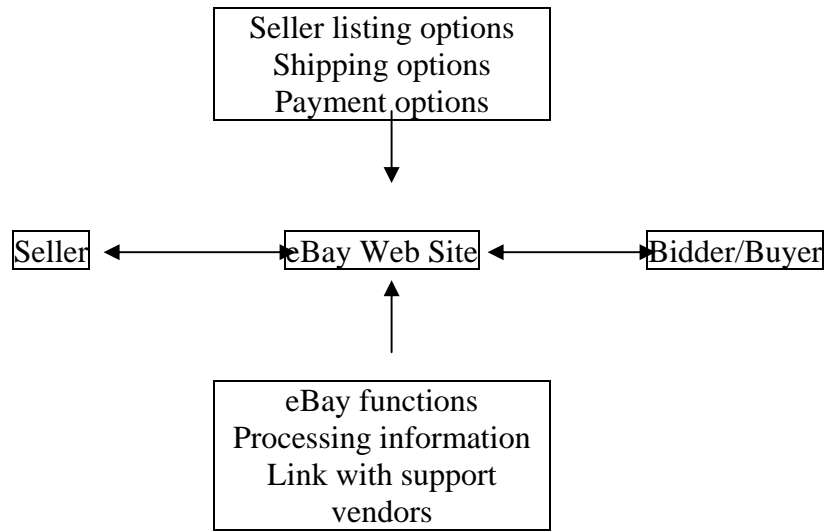 Seller listing options
Shipping options
Payment options
Seller
eBay Web Site
Bidder/Buyer
eBay functions
Processing information
Link with support
vendors